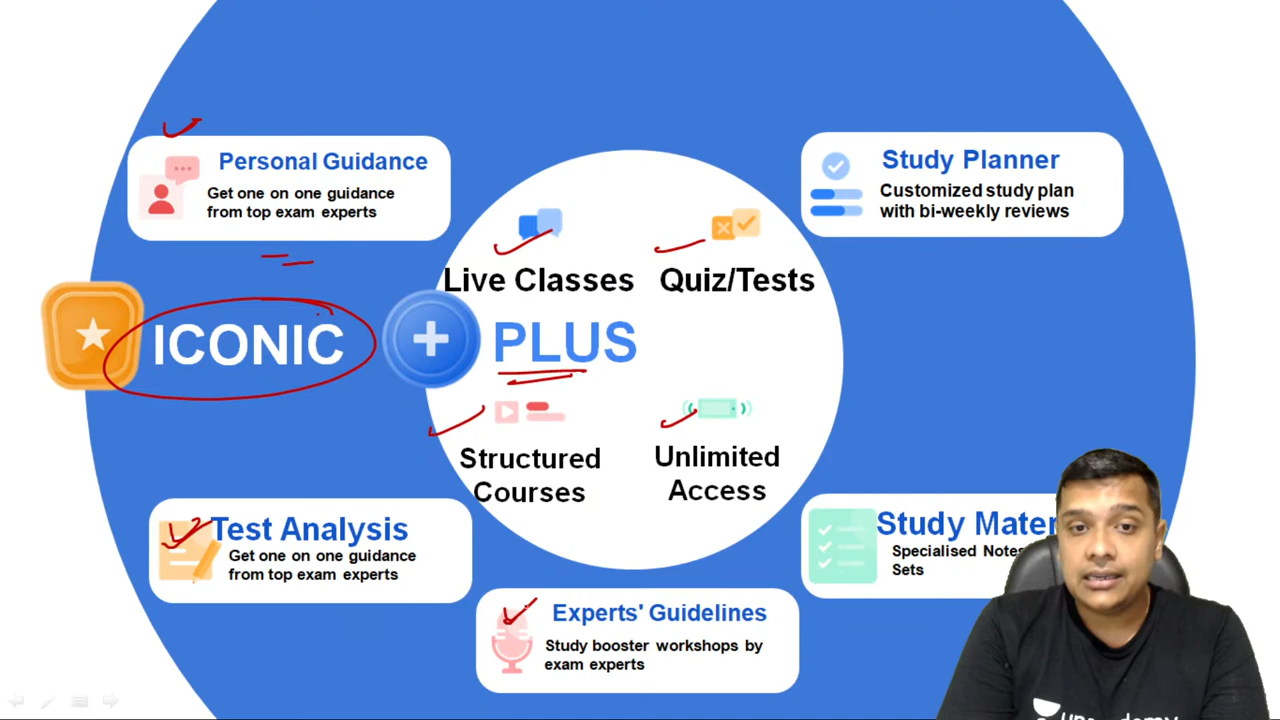 Personal Guidance
Get one on one guidance
from top exam experts
Study Planner
Customized study plan
with bi-weekly reviews
Live Classes
Quiz/Tests
ICONIC
PLUS
Structured
Courses
Unlimited
Access
Test Analysis
Get one on one guidance
from top exam experts
Study Mater
Specialised Notes
Sets
Experts' Guidelines
Study booster workshops by
exam experts